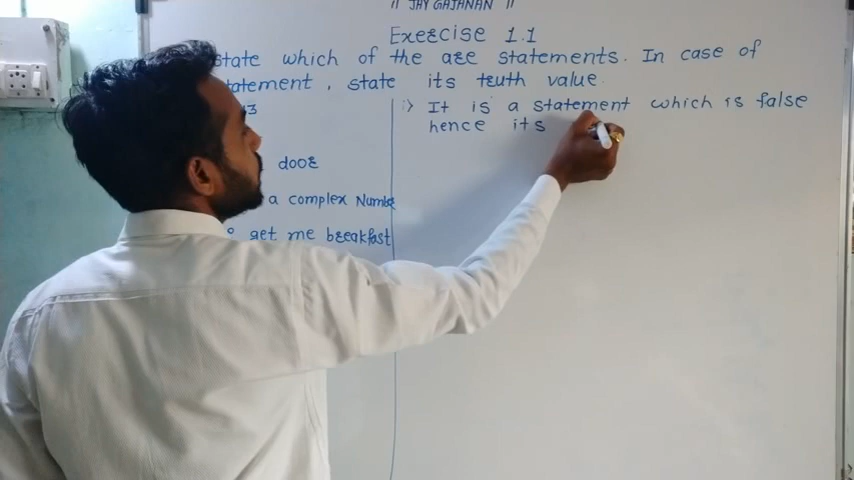 || JAY GAJANAN ||
Exercise 1.1
state which of the are statements. In case of
statement, state its truth value.
13
i) It is a statement which is false
hence its
door
a complex Numbe
get me breakfast